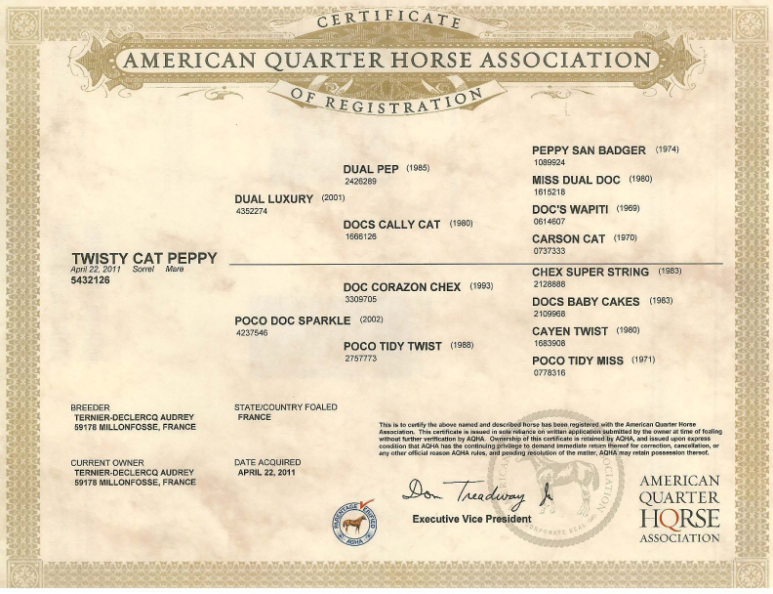 CERTIFICATE
AMERICAN QUARTER HORSE ASSOCIATION
OF REGISTRATION
PEPPY SAN BADGER (1974)
1089924
DUAL PEP (1985)
2426289
MISS DUAL DOC (1980)
1615218
DUAL LUXURY (2001)
4352274
DOC'S WAPITI (1969)
0614607
DOCS CALLY CAT (1980)
1666126
CARSON CAT (1970)
0737333
TWISTY CAT PEPPY
April 22, 2011 Sorrel Mare
5432126
CHEX SUPER STRING (1983)
2128888
DOC CORAZON CHEX (1993)
3309705
DOCS BABY CAKES (1983)
2109968
POCO DOC SPARKLE (2002)
4237546
CAYEN TWIST (1980)
1683908
POCO TIDY TWIST (1988)
2757773
POCO TIDY MISS (1971)
0778316
BREEDER
TERNIER-DECLERCQ AUDREY
59178 MILLONFOSSE, FRANCE
STATE/COUNTRY FOALED
FRANCE
CURRENT OWNER
TERNIER-DECLERCQ AUDREY
59178 MILLONFOSSE, FRANCE
DATE ACQUIRED
APRIL 22, 2011
This is to certify the above named and described horse has been registered with the American Quarter Horse
Association. This certificate is issued in sole reliance on written application submitted by the owner at time of foaling
without further verification by AQHA. Ownership of this certificate is retained by AQHA, and issued upon express
condition that AQHA has the continuing privilege to demand immediate return thereof for correction, cancellation, or
any other official reason AQHA rules, and pending resolution of the matter, AQHA may retain possession thereof.
Don Treadway Jr
Executive Vice President
PARENTAGE VERIFIED
AQHA
CORPORATE SEAL
AMERICAN
QUARTER
HORSE
ASSOCIATION